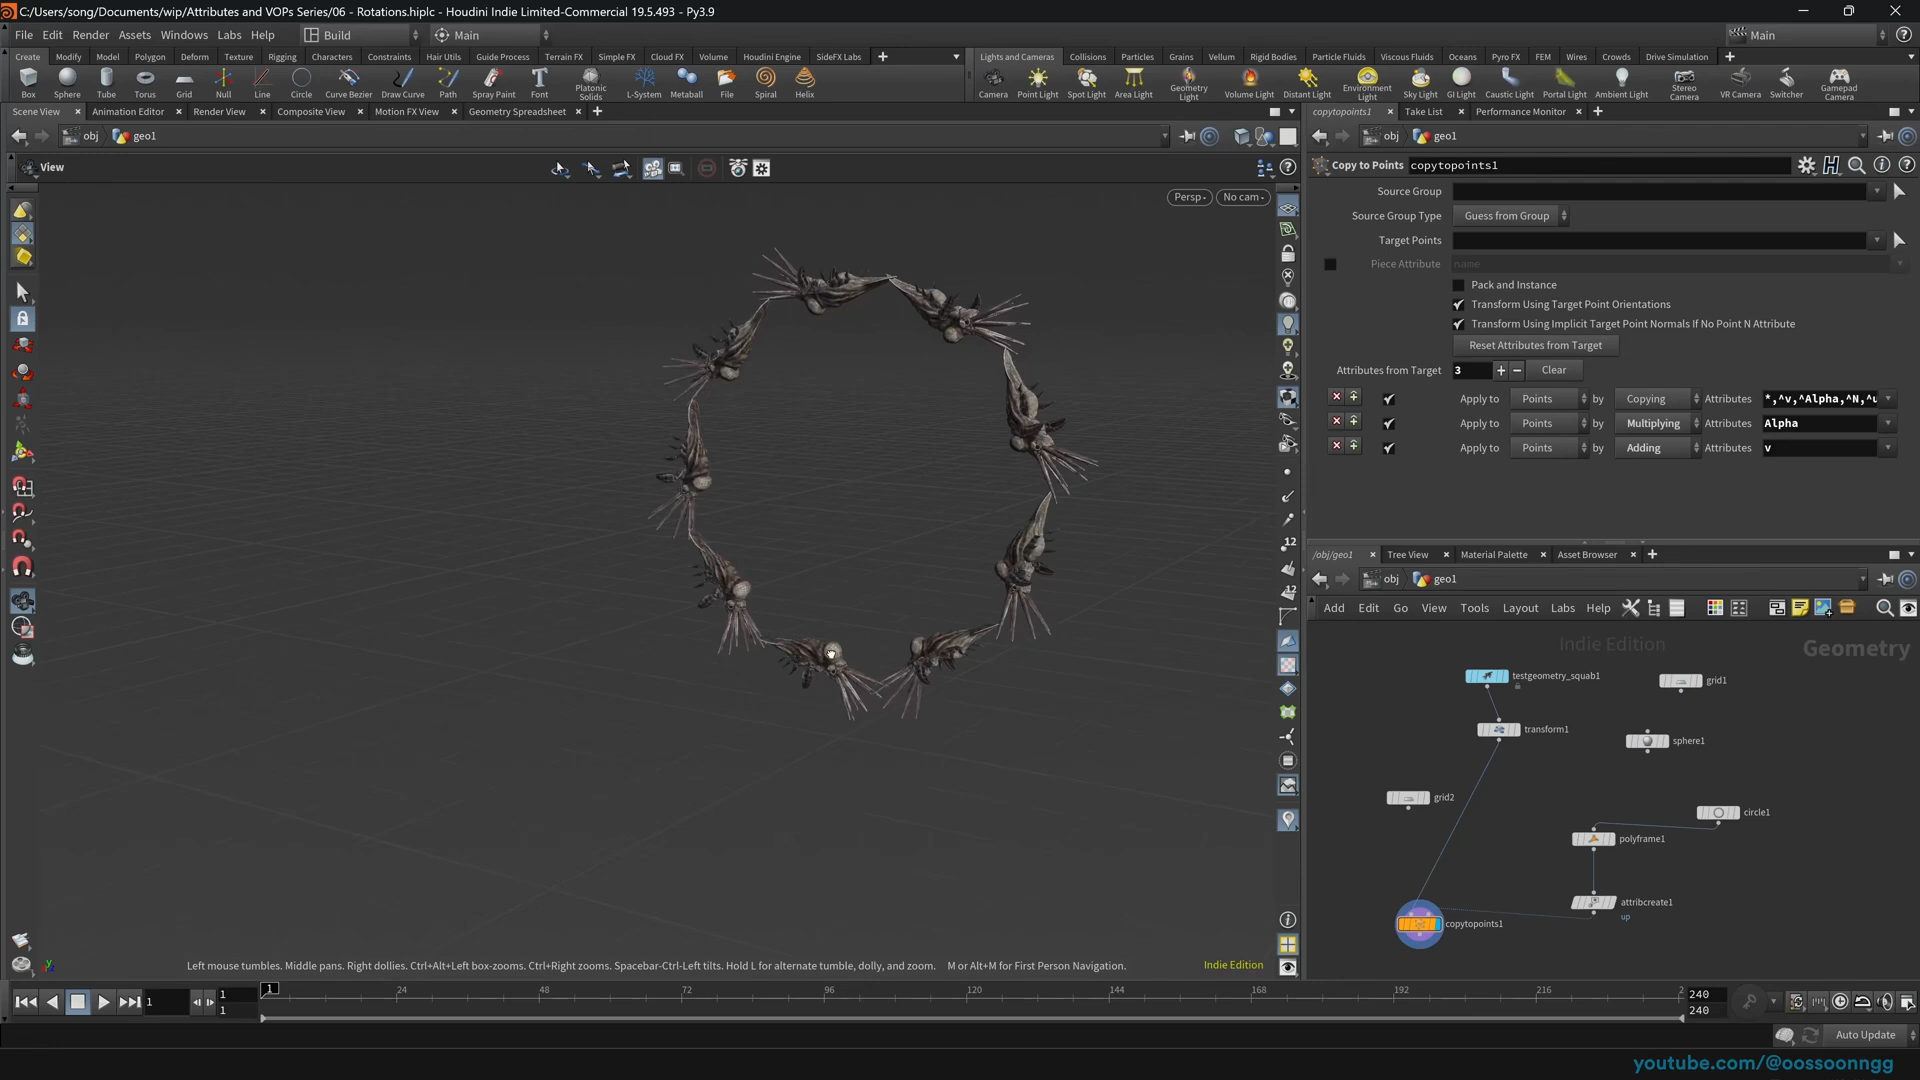 C:/Users/song/Documents/wip/Attributes and VOPs Series/06 - Rotations.hiplc - Houdini Indie Limited-Commercial 19.5.493 - Py3.9
File Edit Render Assets Windows Labs Help Build Main Main
Create Modify Model Polygon Deform Texture Rigging Characters Constraints Hair Utils Guide Process Terrain FX Simple FX Cloud FX Volume Houdini Engine SideFX Labs Lights and Cameras Collisions Particles Grains Vellum Rigid Bodies Particle Fluids Viscous Fluids Oceans Pyro FX FEM Wires Crowds Drive Simulation
Box Sphere Tube Torus Grid Null Line Circle Curve Bezier Draw Curve Path Spray Paint Font Platonic Solids L-System Metaball File Spiral Helix Camera Point Light Spot Light Area Light Geometry Light Volume Light Distant Light Environment Light Sky Light GI Light Caustic Light Portal Light Ambient Light Stereo Camera VR Camera Switcher Gamepad Camera
Scene View Animation Editor Render View Composite View Motion FX View Geometry Spreadsheet copytopoints1 Take List Performance Monitor
obj geo1 obj geo1
View
Copy to Points copytopoints1
Persp No cam
Source Group
Source Group Type Guess from Group
Target Points
Piece Attribute name
Pack and Instance
Transform Using Target Point Orientations
Transform Using Implicit Target Point Normals If No Point N Attribute
Reset Attributes from Target
Attributes from Target 3 Clear
Apply to Points by Copying Attributes *,^v,^Alpha,^N,^u
Apply to Points by Multiplying Attributes Alpha
Apply to Points by Adding Attributes v
12
12
/obj/geo1 Tree View Material Palette Asset Browser
obj geo1
Add Edit Go View Tools Layout Labs Help
Indie Edition Geometry
testgeometry_squab1
grid1
transform1
sphere1
grid2
circle1
polyframe1
attribcreate1
up
copytopoints1
y
Left mouse tumbles. Middle pans. Right dollies. Ctrl+Alt+Left box-zooms. Ctrl+Right zooms. Spacebar-Ctrl-Left tilts. Hold L for alternate tumble, dolly, and zoom. M or Alt+M for First Person Navigation. Indie Edition
1 1 1 1 24 48 72 96 120 144 168 192 216 2 240 240
Auto Update
youtube.com/@oossoonngg